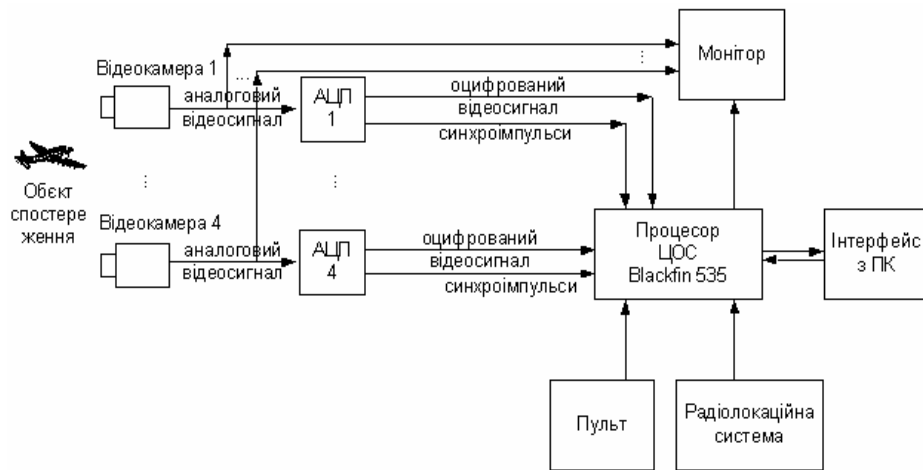 Монітор
Відеокамера 1
...
...
аналоговий
відеосигнал
АЦП
1
оцифрований
відеосигнал
синхроімпульси
Обєкт
спостере
ження
...
...
Відеокамера 4
аналоговий
відеосигнал
АЦП
4
оцифрований
відеосигнал
синхроімпульси
Процесор
ЦОС
Blackfin 535
Інтерфейс
з ПК
Пульт
Радіолокаційна
система